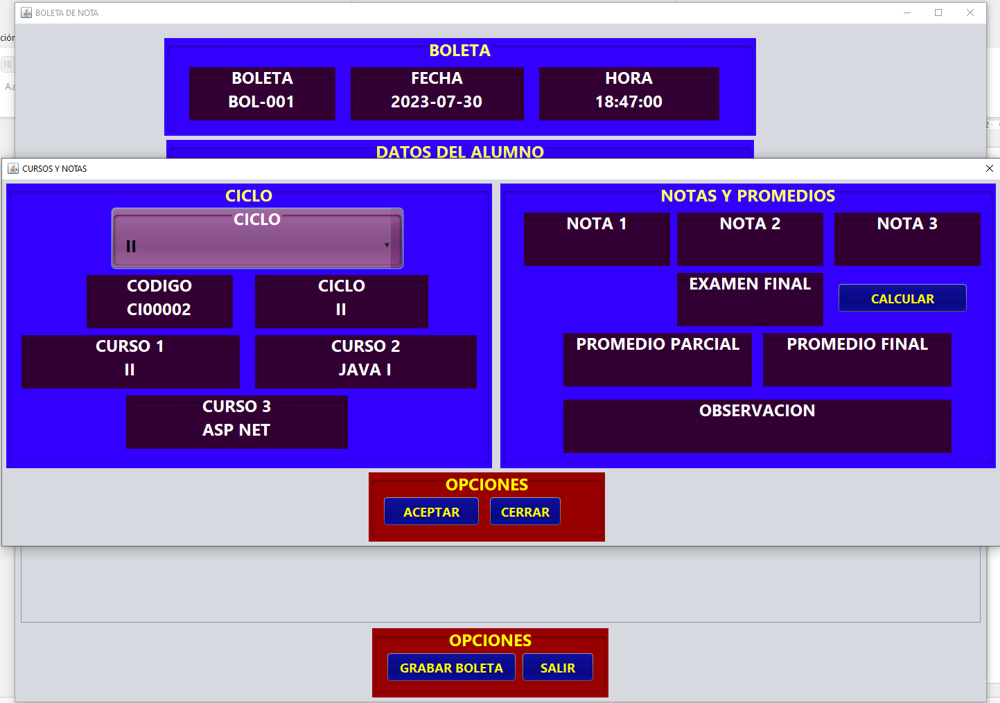 BOLETA DE NOTA
ción
18
Aa
BOLETA
BOLETA
BOL-001
FECHA
2023-07-30
HORA
18:47:00
DATOS DEL ALUMNO
CURSOS Y NOTAS
CICLO
CICLO
II
CODIGO
CI00002
CICLO
II
CURSO 1
II
CURSO 2
JAVA I
CURSO 3
ASP NET
NOTAS Y PROMEDIOS
NOTA 1
NOTA 2
NOTA 3
EXAMEN FINAL
CALCULAR
PROMEDIO PARCIAL
PROMEDIO FINAL
OBSERVACION
OPCIONES
ACEPTAR
CERRAR
OPCIONES
GRABAR BOLETA
SALIR